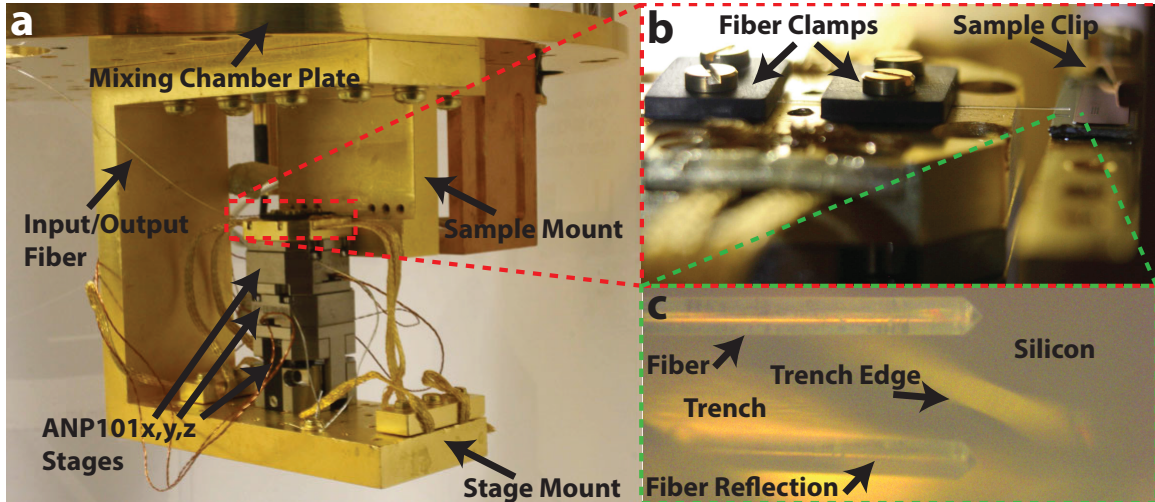 a
Mixing Chamber Plate
Input/Output
Fiber
Sample Mount
ANP101x,y,z
Stages
Stage Mount
b
Fiber Clamps
Sample Clip
c
Fiber
Silicon
Trench Edge
Trench
Fiber Reflection